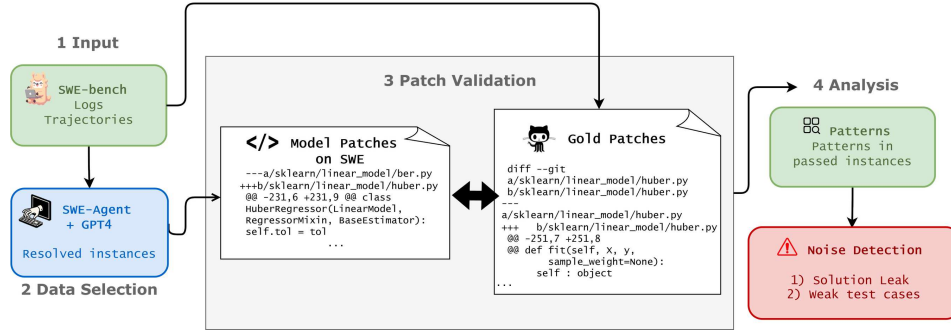 1 Input
SWE-bench
Logs
Trajectories
SWE-Agent
+ GPT4
Resolved instances
2 Data Selection
3 Patch Validation
</> Model Patches
on SWE
---a/sklearn/linear_model/ber.py
+++b/sklearn/linear_model/huber.py
@@ -231,6 +231,9 @@ class
HuberRegressor(LinearModel,
RegressorMixin, BaseEstimator):
self.tol = tol
...
Gold Patches
diff --git
a/sklearn/linear_model/huber.py
b/sklearn/linear_model/huber.py
---
a/sklearn/linear_model/huber.py
+++ b/sklearn/linear_model/huber.py
@@ -251,7 +251,8
@@ def fit(self, X, y,
sample_weight=None):
self : object
...
4 Analysis
Patterns
Patterns in
passed instances
Noise Detection
1) Solution Leak
2) Weak test cases